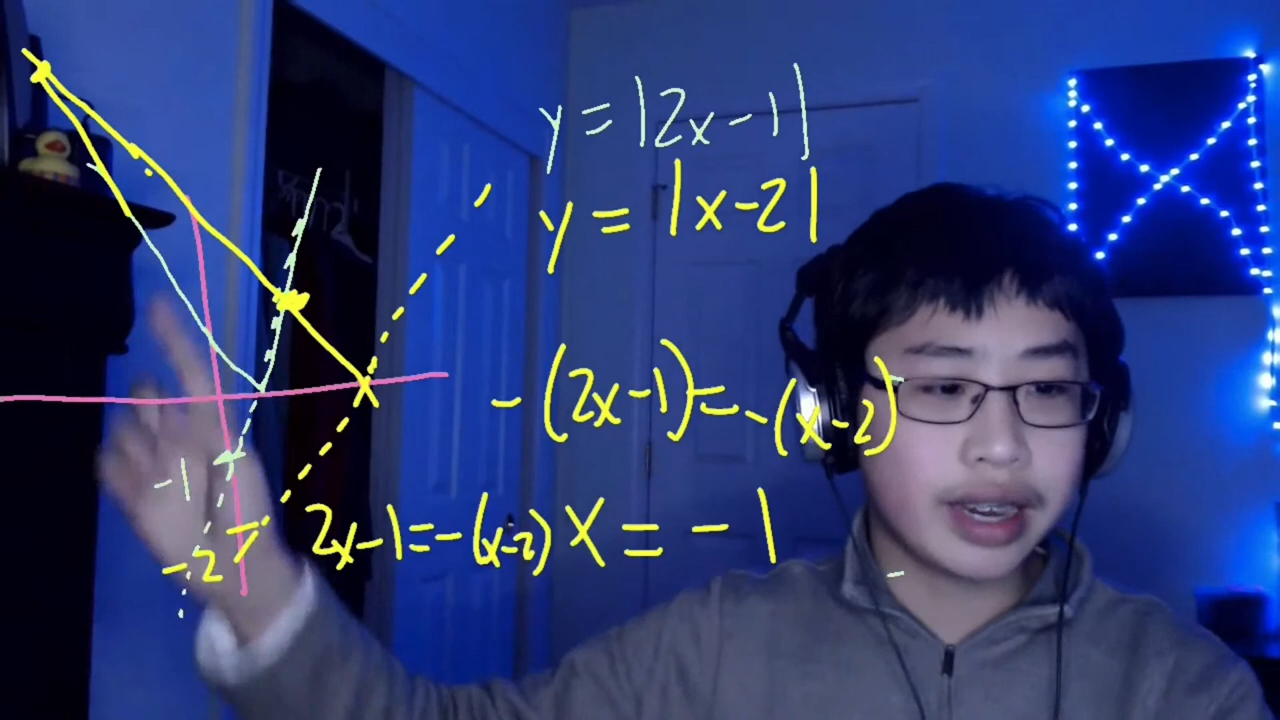 y = |2x-1|
y = |x-2|
-(2x-1)=-(x-2)
-1
-2
2x-1=-(x-2) x = -1